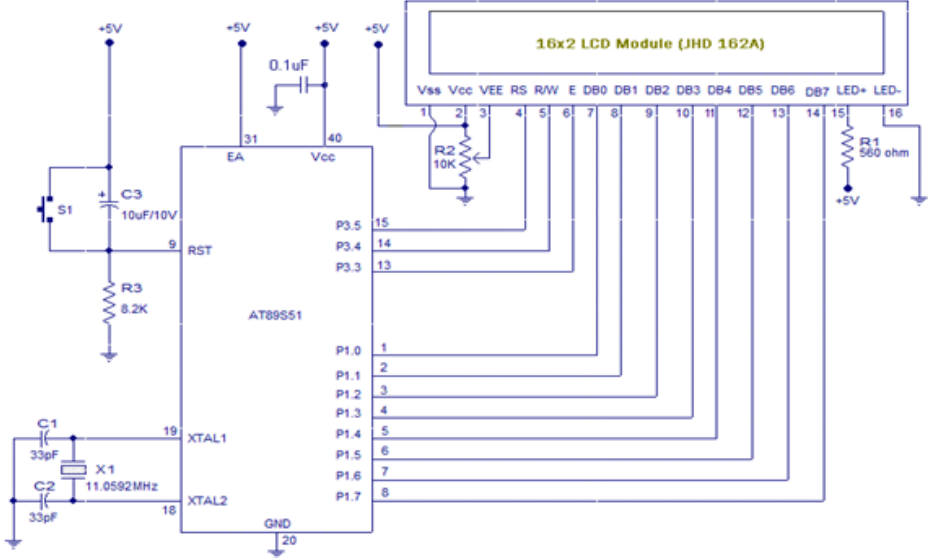 +5V +5V +5V +5V
16x2 LCD Module (JHD 162A)
0.1uF
Vss Vcc VEE RS R/W E DB0 DB1 DB2 DB3 DB4 DB5 DB6 DB7 LED+ LED-
1 2 3 4 5 6 7 8 9 10 11 12 13 14 15 16
31 40
EA Vcc
R2
10K
R1
560 ohm
+5V
S1
+ C3
10uF/10V
9 RST
P3.5 15
P3.4 14
P3.3 13
R3
8.2K
AT89S51
P1.0 1
P1.1 2
P1.2 3
P1.3 4
P1.4 5
P1.5 6
P1.6 7
P1.7 8
C1
33pF
19 XTAL1
X1
11.0592MHz
C2
33pF
18 XTAL2
GND
20